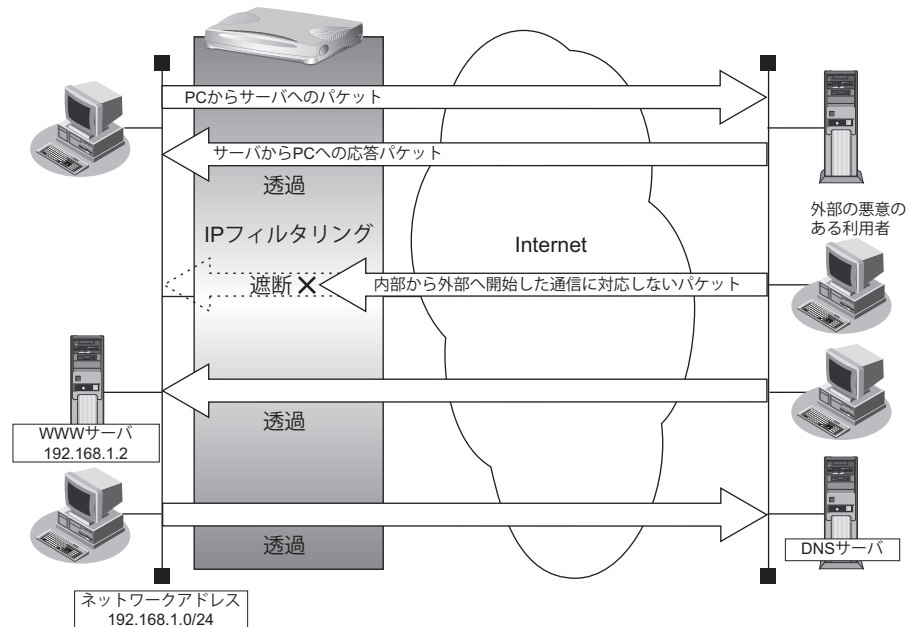 PCからサーバへのパケット
サーバからPCへの応答パケット
透過
外部の悪意の
ある利用者
IPフィルタリング
Internet
遮断
内部から外部へ開始した通信に対応しないパケット
透過
WWWサーバ
192.168.1.2
透過
DNSサーバ
ネットワークアドレス
192.168.1.0/24